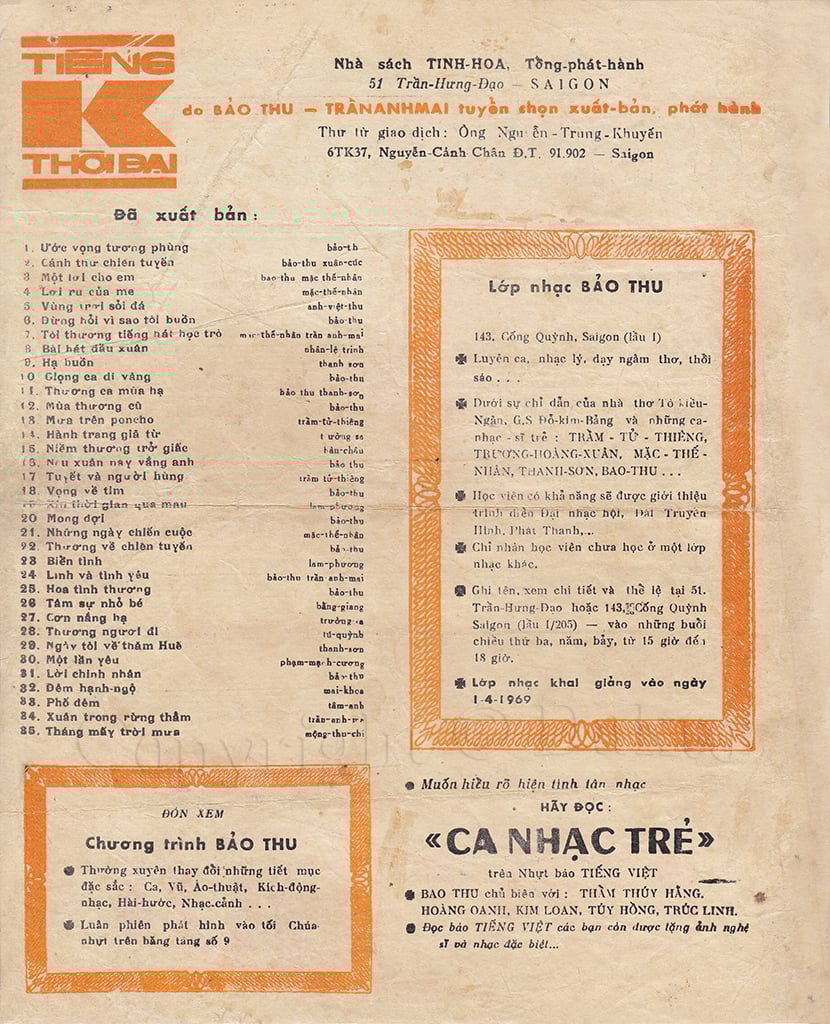 TIẾNG
THỜI ĐẠI
Nhà sách TINH-HOA, Tổng-phát-hành
51 Trần-Hưng-Đạo — SAIGON
do BẢO THU — TRẦNANHMAI tuyển chọn xuất-bản, phát hành
Thư từ giao dịch: Ông Nguyễn-Trung-Khuyến
6TK37, Nguyễn-Cảnh-Chân Đ.T. 91.902 — Saigon
Đã xuất bản:
1. Ước vọng tương phùng bảo-th
2. Cánh thư chiến tuyến bảo-thu xuân-cúc
3 Một lời cho em bao-thu mặc thế-nhân
4 Lời ru của mẹ mặc-thế-nhân
5 Vùng trời sỏi đá anh-việt-thu
6. Đừng hỏi vì sao tôi buồn bảo-thu
7. Tôi thương tiếng hát học trò mặc-thế-nhân trần anh-mai
8 Bài hát đầu xuân nhân-lệ trinh
9. Hạ buồn thanh sơn
10 Giọng ca dĩ vãng bảo-thu
11. Thương ca mùa hạ bảo thu thanh-sơn
12. Mùa thương cũ bảo-thu
13. Mưa trên poncho trầm-tử-thiêng
14. Hành trang giã từ
15. Niềm thương trở giấc hàn-châu
16. Nếu xuân này vắng anh bảo thu
17 Tuyết và người hùng trầm tử-thiêng
18. Vọng về tim bảo-thu
19. Xin thời gian qua mau lam-phương
20 Mong đợi bảo-thu
21. Những ngày chiến cuộc mặc-thế-nhân
22. Thương về chiến tuyến bảo-thu
23 Biển tình lam-phương
24 Lính và tình yêu bảo-thu trần anh-mai
25. Hoa tình thương bảo-thu
26 Tâm sự nhỏ bé bằng-giang
27. Cơn nắng hạ
28. Thương người đi tú-quỳnh
29. Ngày tôi về thăm Huế thanh-sơn
30. Một lần yêu phạm-mạnh-cương
31. Lời chinh nhân bảo-thu
32. Đêm hạnh-ngộ mai-khoa
33. Phố đêm tâm-anh
34. Xuân trong rừng thẳm
35. Tháng mấy trời mưa mộng-thu-chi
Lớp nhạc BẢO THU
143, Cống Quỳnh, Saigon (lầu I)
Luyện ca, nhạc lý, dạy ngâm thơ, thổi
sáo . . .
Dưới sự chỉ dẫn của nhà thơ Tô kiều-
Ngân, G.S Đỗ-kim-Bảng và những ca-
nhạc - sĩ trẻ : TRẦM - TỬ - THIÊNG,
TRƯƠNG-HOÀNG-XUÂN, MẶC - THẾ -
NHÂN, THANH-SƠN, BAO-THU . . .
Học viên có khả năng sẽ được giới thiệu
trình diễn Đại nhạc hội, Đài Truyền
Hình, Phát Thanh,...
Chỉ nhận học viên chưa học ở một lớp
nhạc khác.
Ghi tên, xem chi tiết và thể lệ tại 51.
Trần-Hưng-Đạo hoặc 143, Cống Quỳnh
Saigon (lầu I/205) — vào những buổi
chiều thứ ba, năm, bảy, từ 15 giờ đến
18 giờ.
Lớp nhạc khai giảng vào ngày
1-4-1969
ĐÓN XEM
Chương trình BẢO THU
Thường xuyên thay đổi những tiết mục
đặc sắc : Ca, Vũ, Ảo-thuật, Kịch-động-
nhạc, Hài-hước, Nhạc.cảnh . . .
Luân phiên phát hình vào tối Chúa
nhựt trên băng tầng số 9
Muốn hiểu rõ hiện tình tân nhạc
HÃY ĐỌC :
«CA NHẠC TRẺ»
trên Nhựt báo TIẾNG VIỆT
BAO THU chủ biên với : THẨM THÚY HẰNG,
HOÀNG OANH, KIM LOAN, TÚY HỒNG, TRÚC LINH.
Đọc báo TIẾNG VIỆT các bạn còn được tặng ảnh nghệ
sĩ và nhạc đặc biệt...